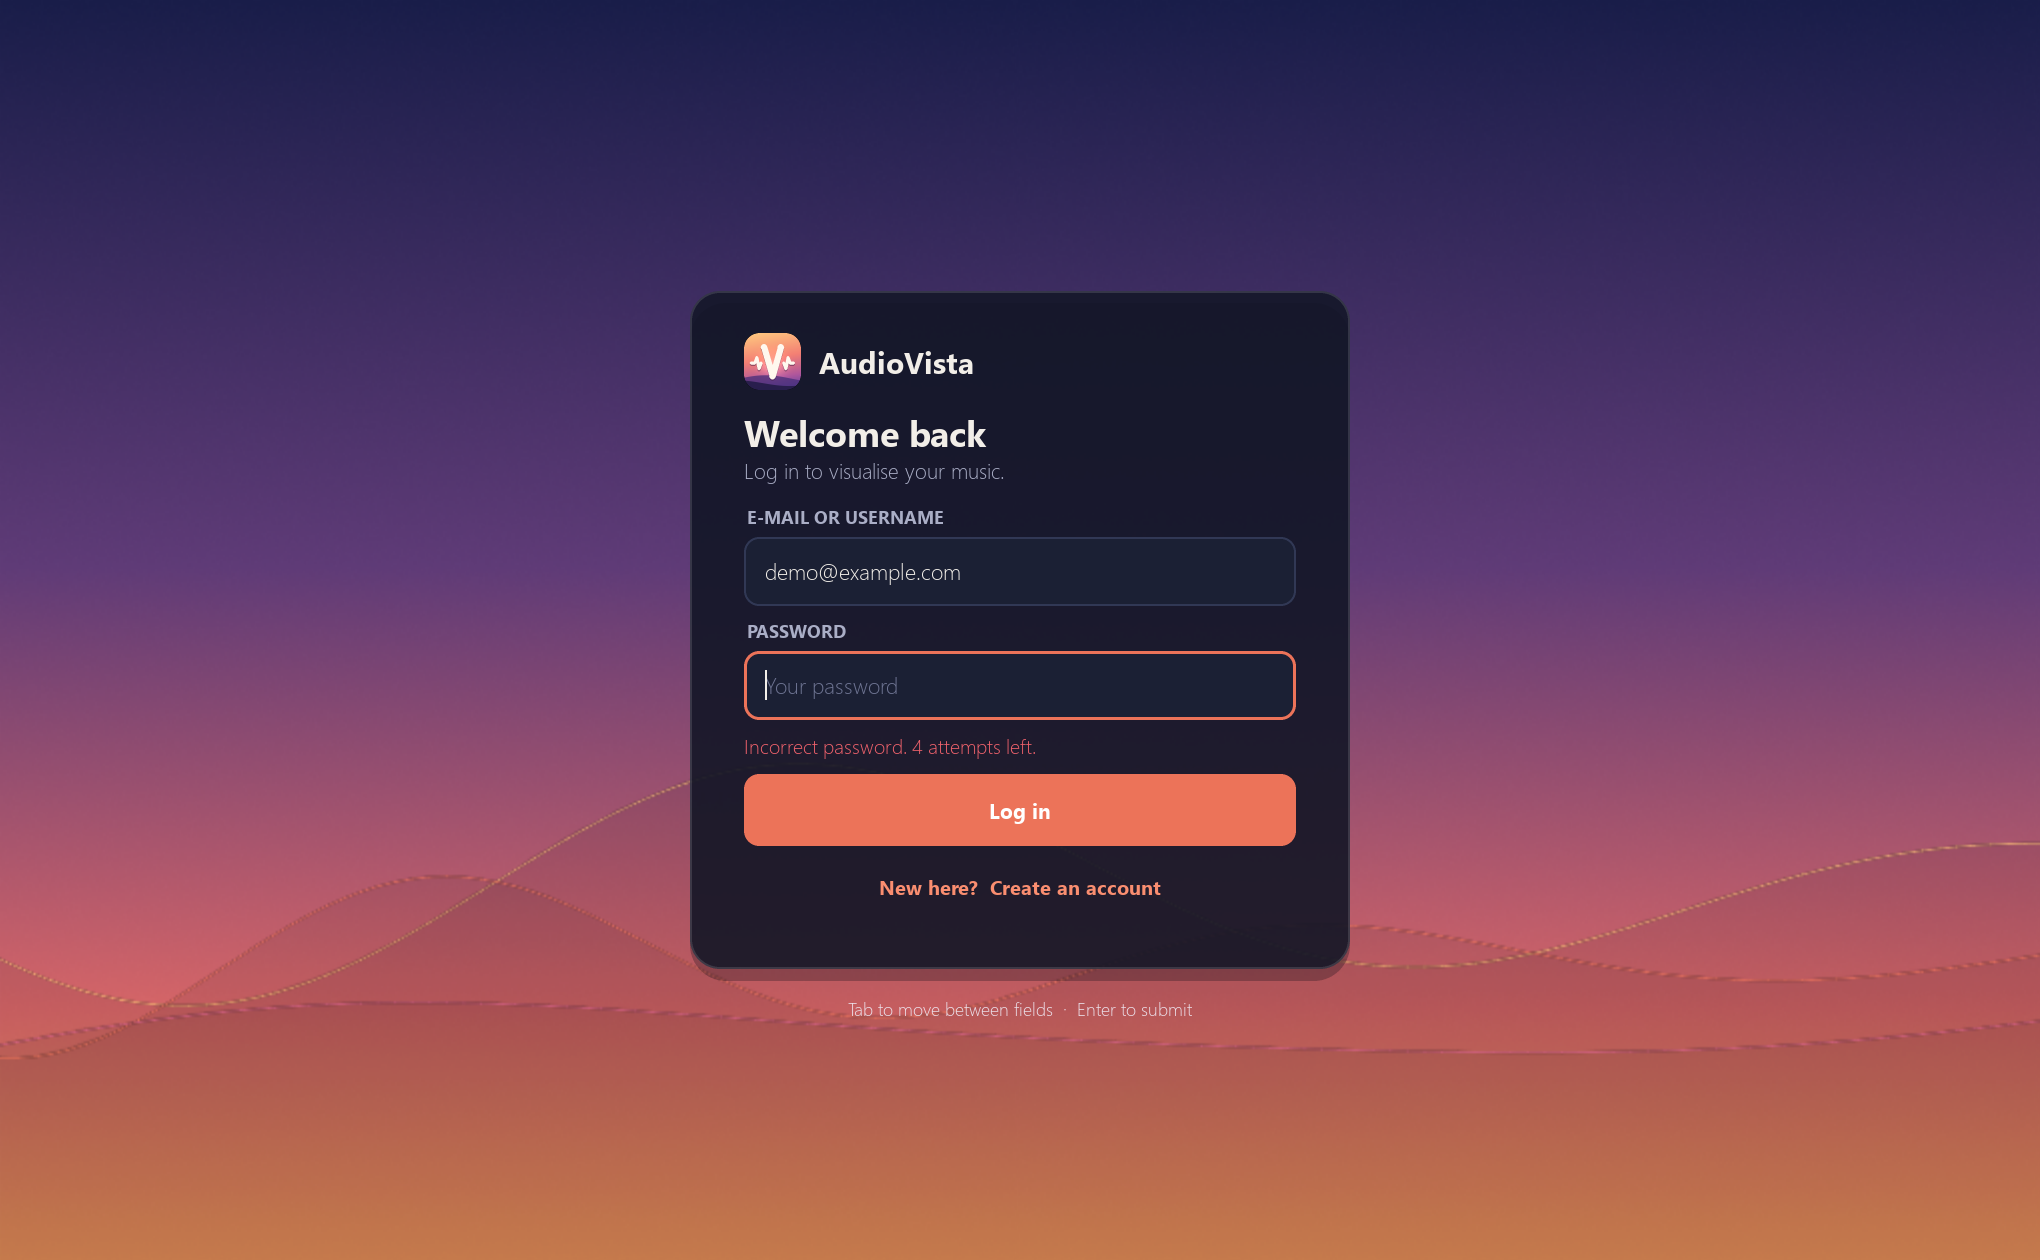 AudioVista
Welcome back
Log in to visualise your music.
E-MAIL OR USERNAME
demo@example.com
PASSWORD
Your password
Incorrect password. 4 attempts left.
Log in
New here? Create an account
Tab to move between fields · Enter to submit